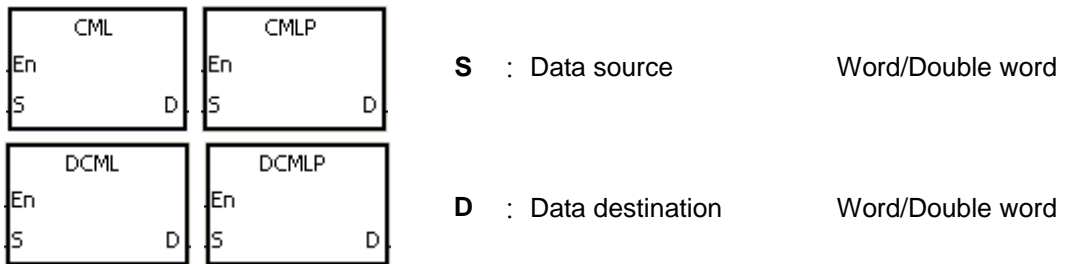 CML CMLP
En En S : Data source Word/Double word
S D S D
DCML DCMLP
En En D : Data destination Word/Double word
S D S D